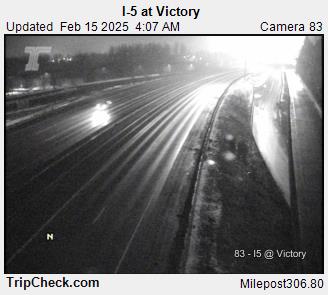 I-5 at Victory
Updated  Feb 15 2025  4:07 AM
Camera 83
T
N
83 - I5 @ Victory
TripCheck.com
Milepost306.80